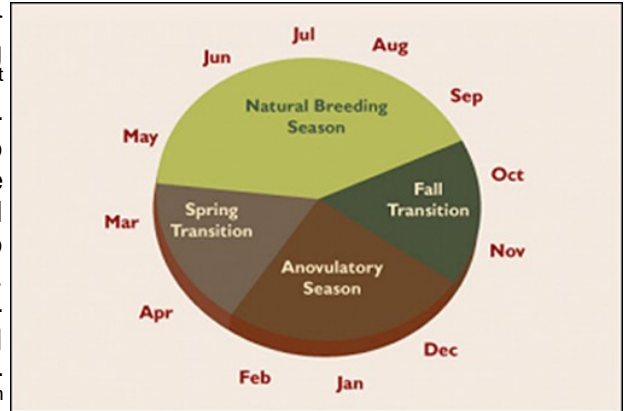 Jul
Aug
Jun
Sep
Natural Breeding
Season
May
Oct
Fall
Transition
Mar
Spring
Transition
Nov
Anovulatory
Season
Apr
Dec
Feb
Jan